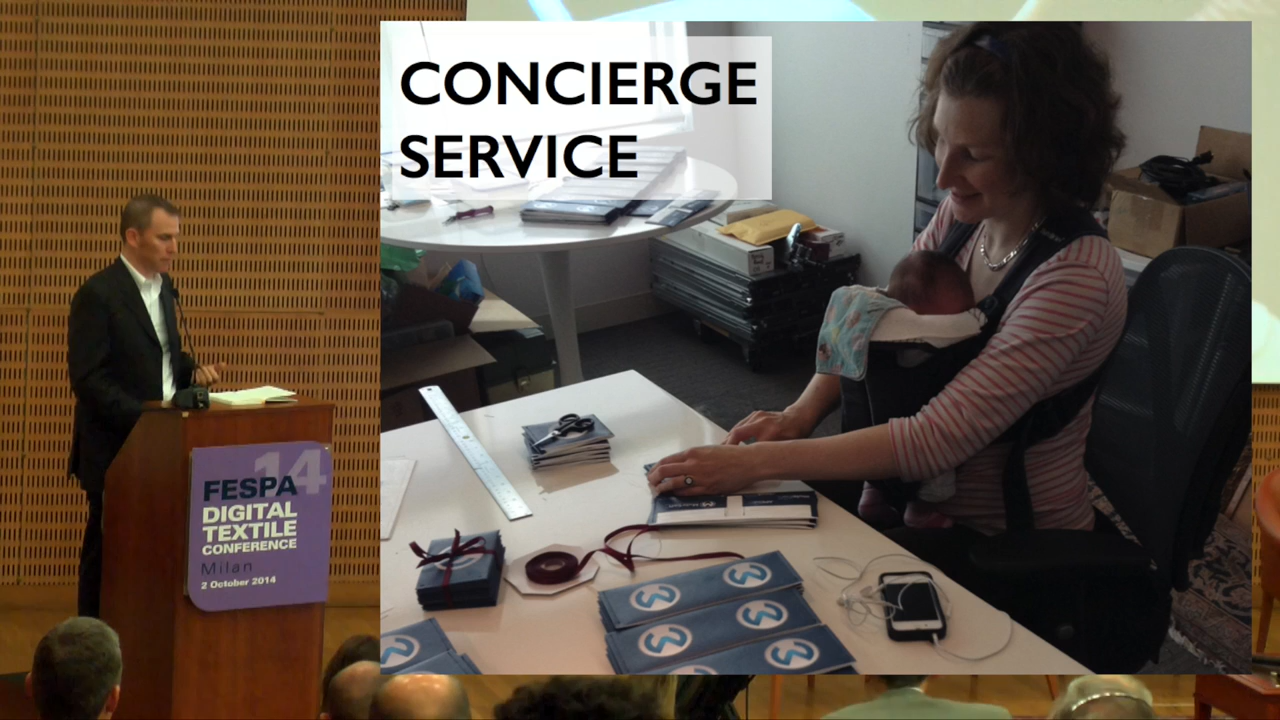 CONCIERGE
SERVICE
14
FESPA
DIGITAL
TEXTILE
CONFERENCE
Milan
2 October 2014